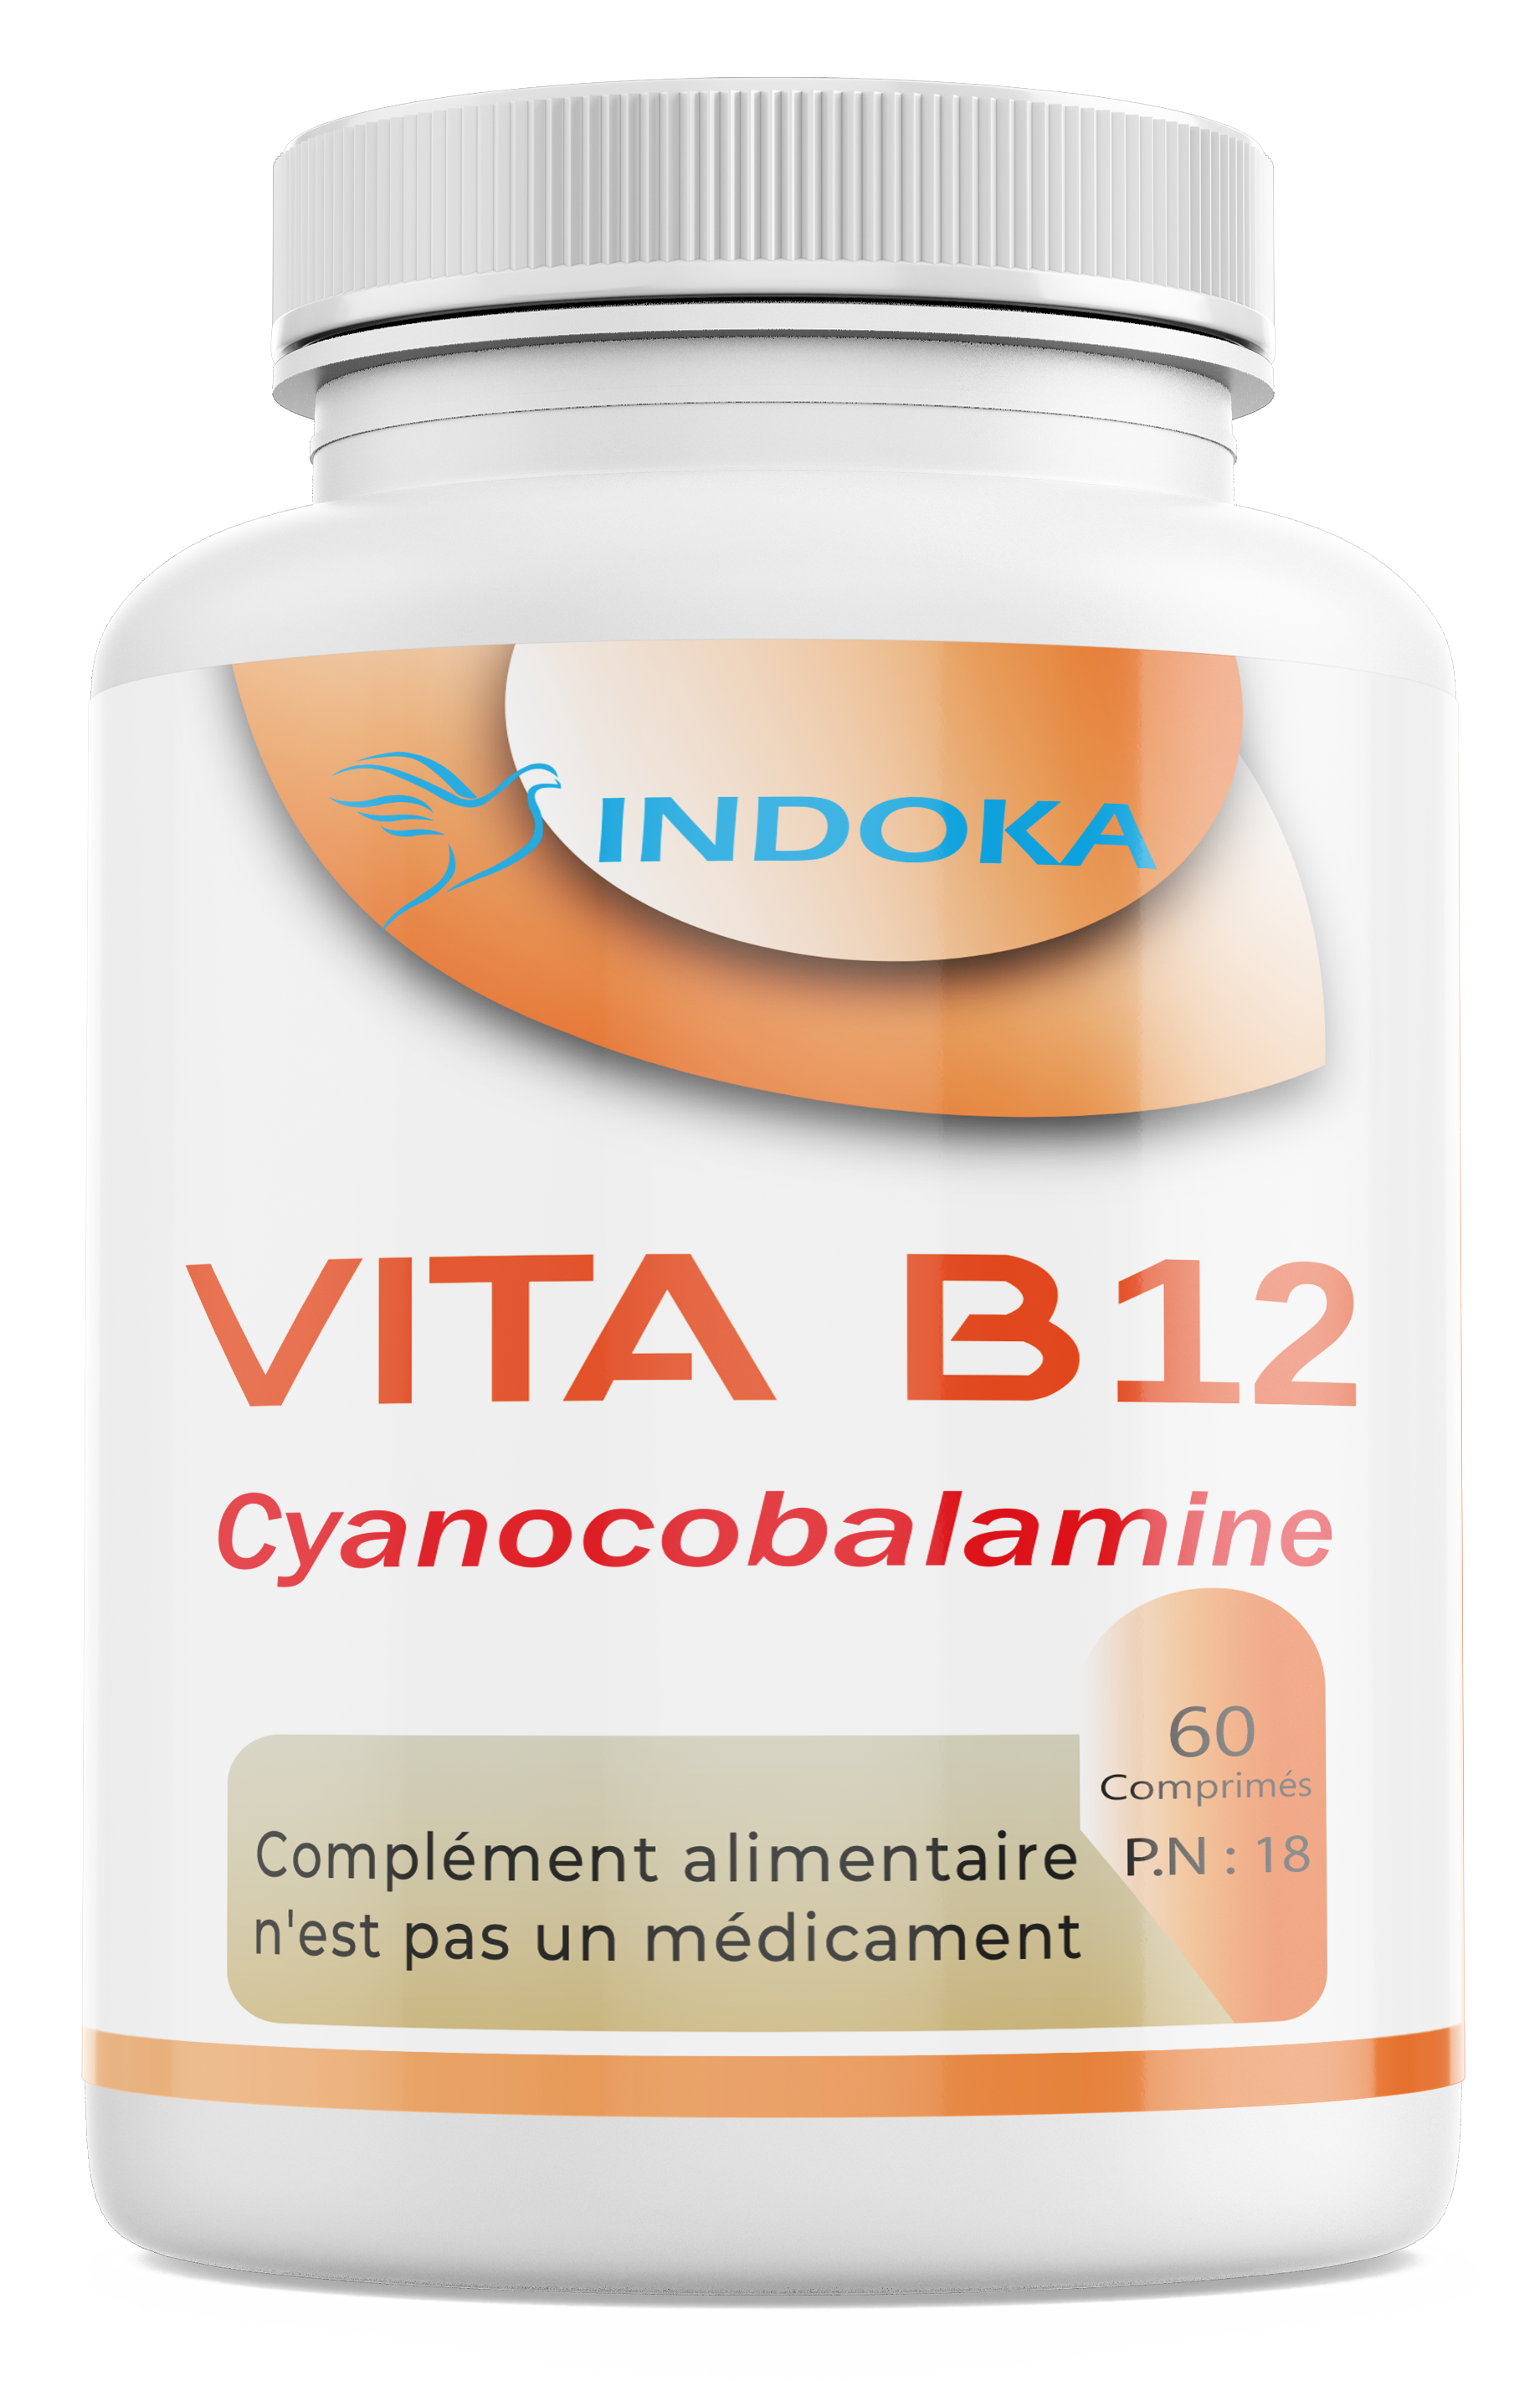 INDOKA
VITA B12
Cyanocobalamine
60
Comprimés
P.N : 18
Complément alimentaire
n'est pas un médicament